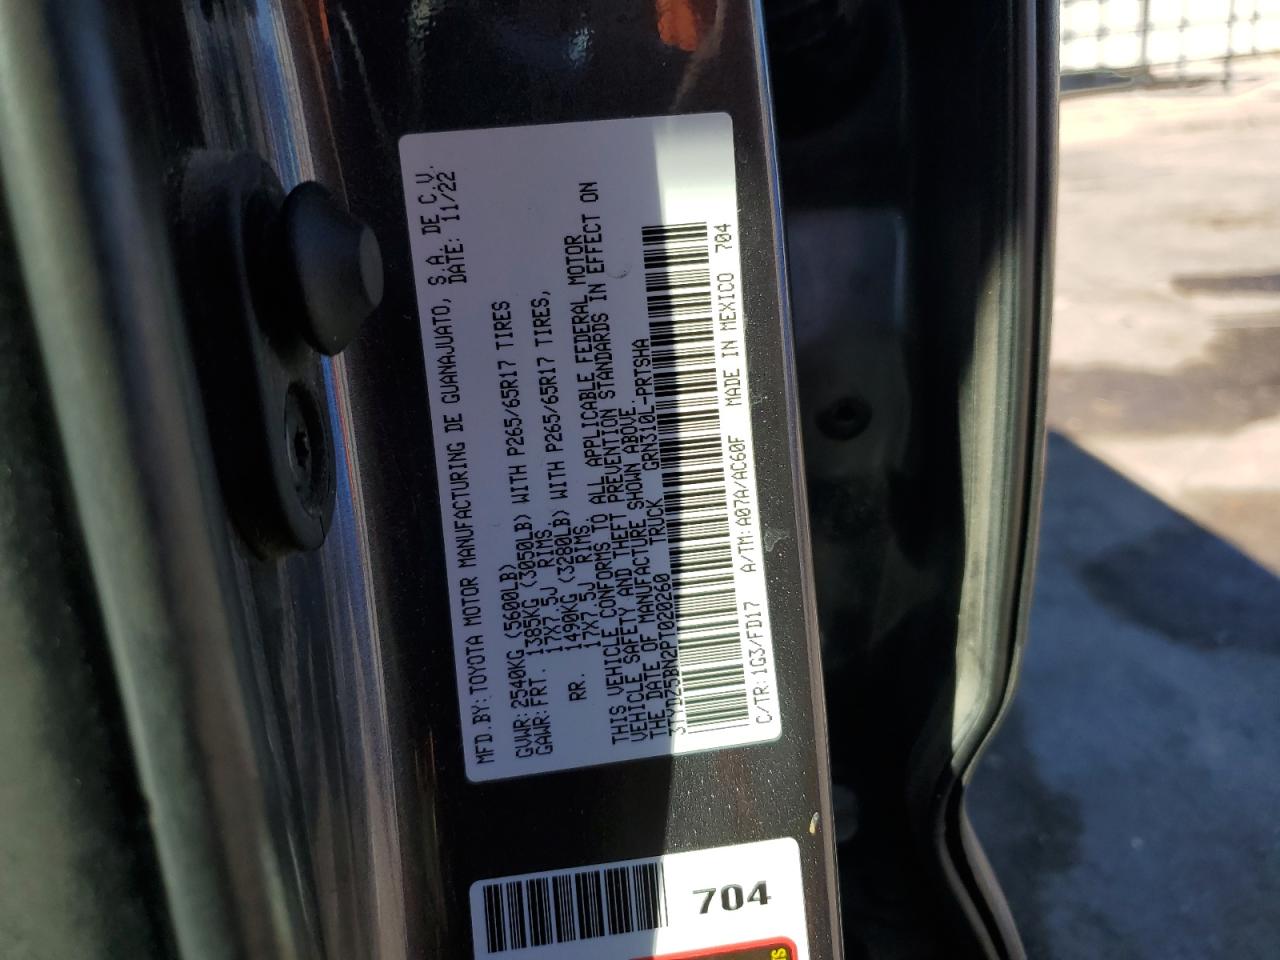 MFD.BY:TOYOTA MOTOR MANUFACTURING DE GUANAJUATO, S.A. DE C.V.
DATE: 11/22
GVWR:2540KG (5600LB)
GAWR:FRT. 1385KG (3050LB) WITH P265/65R17 TIRES
17X7.5J RIMS,
RR. 1490KG (3280LB) WITH P265/65R17 TIRES,
17X7.5J RIMS.
THIS VEHICLE CONFORMS TO ALL APPLICABLE FEDERAL MOTOR
VEHICLE SAFETY AND THEFT PREVENTION STANDARDS IN EFFECT ON
THE DATE OF MANUFACTURE SHOWN ABOVE.
3TYDZ5BN2PT020260 TRUCK GRN310L-PRTSHA
C/TR:1G3/FD17 A/TM:A07A/AC60F MADE IN MEXICO 704
704